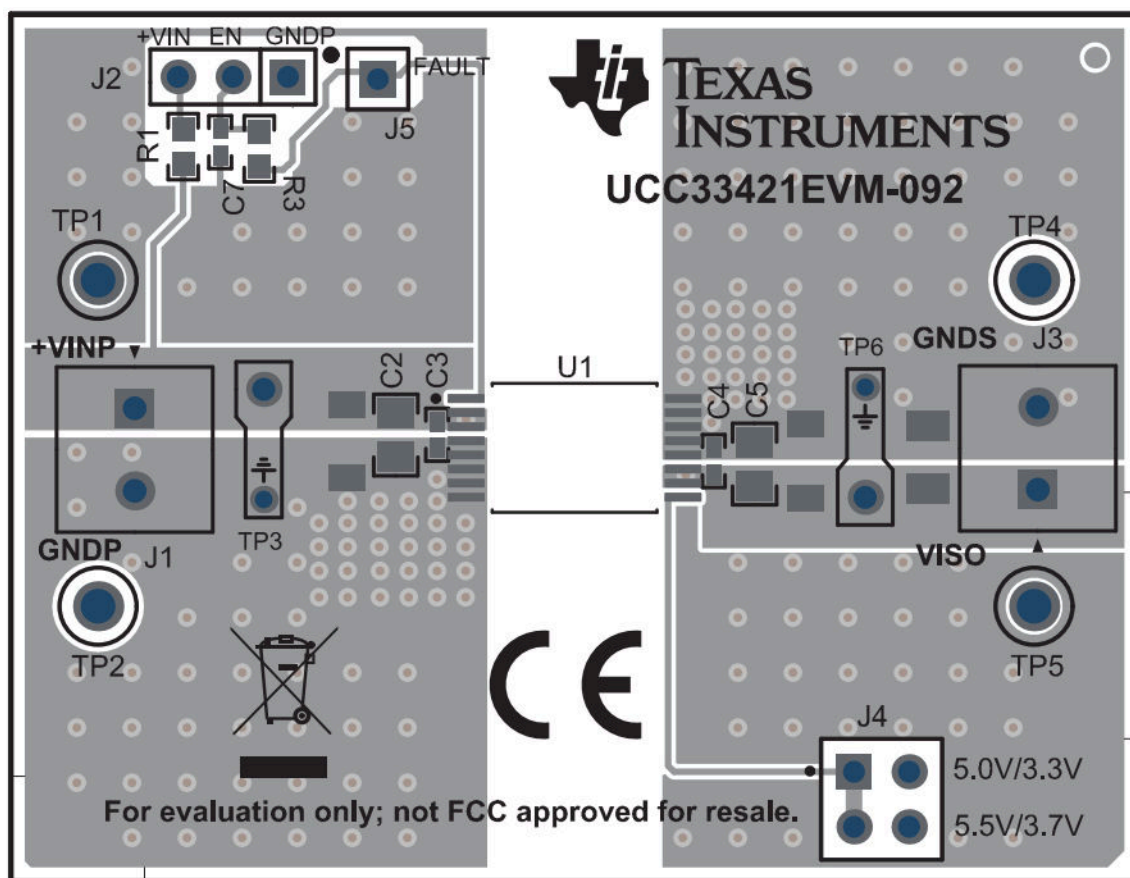 +VIN EN GNDP
J2
FAULT
J5
R1
C7
R3
TEXAS
INSTRUMENTS
UCC33421EVM-092
TP1
TP4
+VINP
GNDS
J3
TP6
U1
C2
C3
C4
C5
TP3
GNDP
J1
VISO
TP2
TP5
CE
J4
5.0V/3.3V
5.5V/3.7V
For evaluation only; not FCC approved for resale.